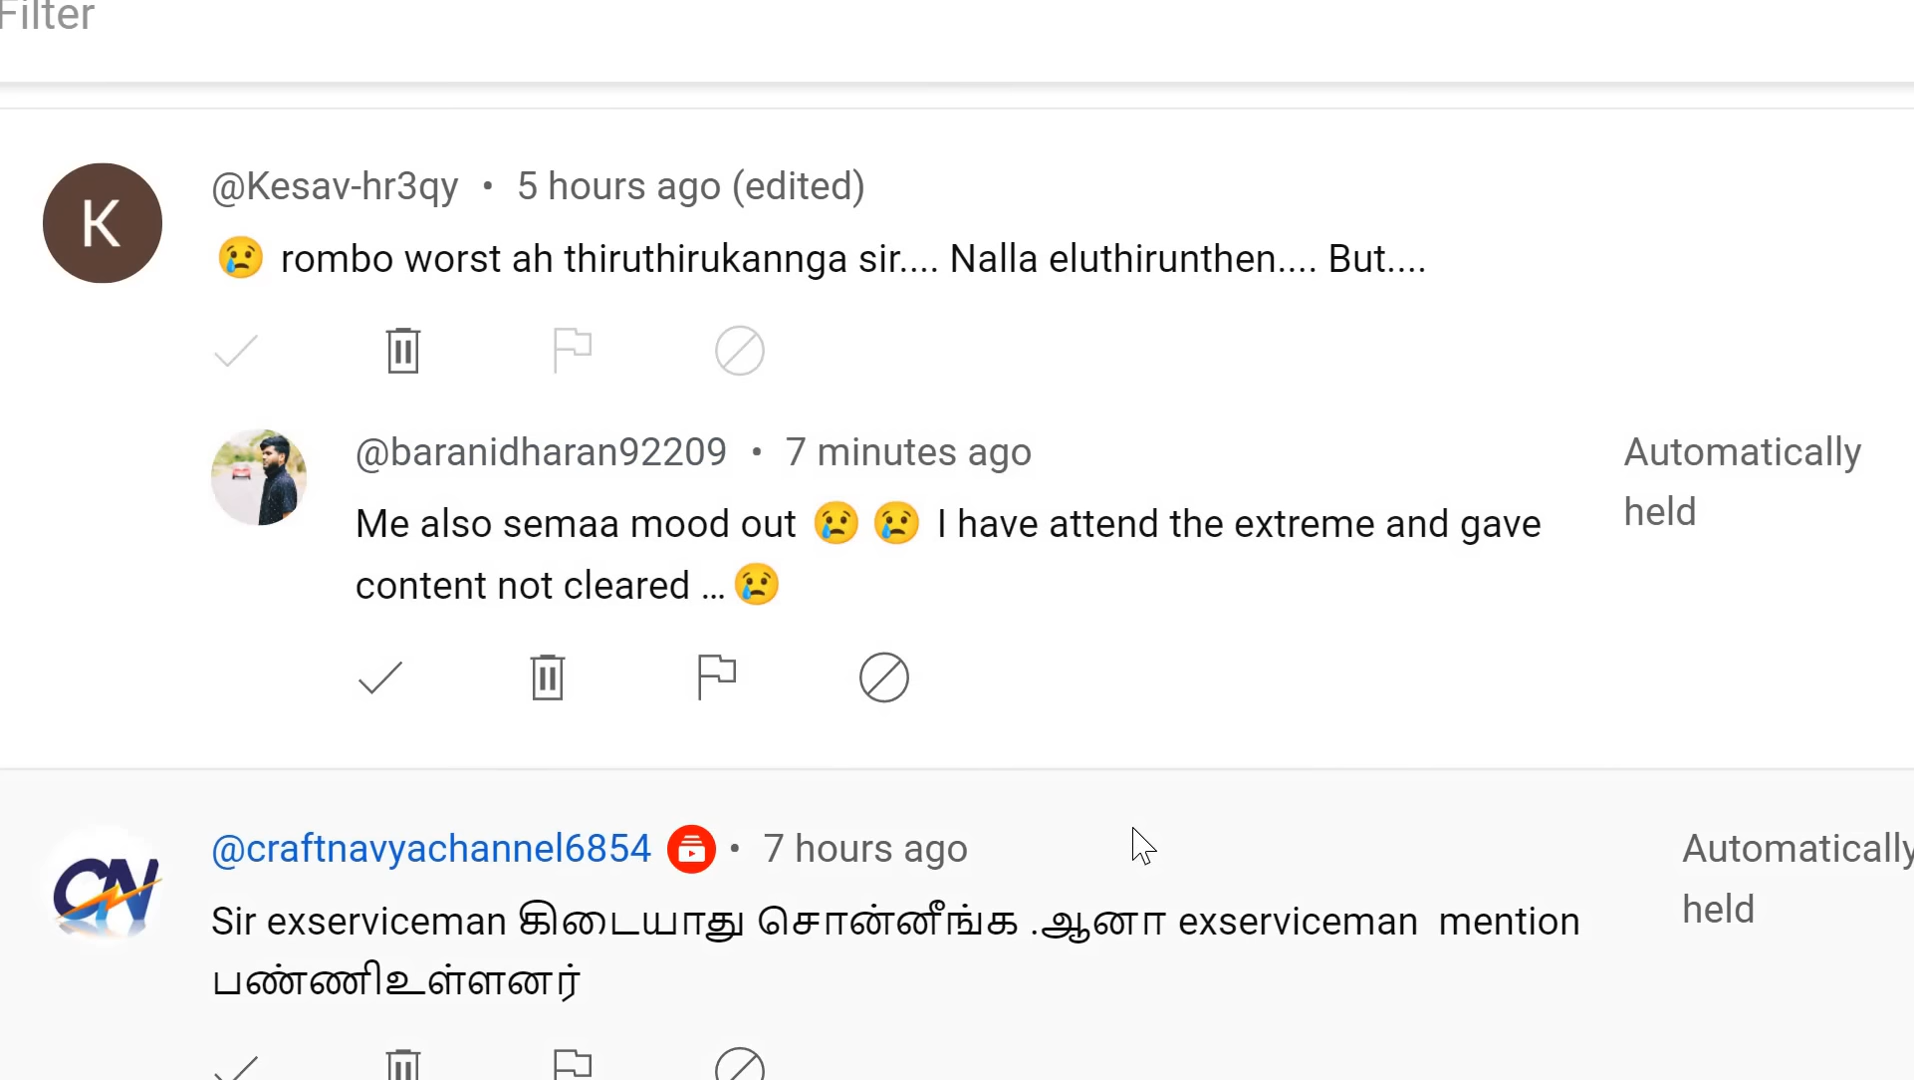 Filter
K
@Kesav-hr3qy • 5 hours ago (edited)
😢 rombo worst ah thiruthirukannga sir.... Nalla eluthirunthen.... But....
@baranidharan92209 • 7 minutes ago
Automatically
held
Me also semaa mood out 😢 😢 I have attend the extreme and gave
content not cleared ... 😢
CN
@craftnavyachannel6854 • 7 hours ago
Automatically
held
Sir exserviceman கிடையாது சொன்னீங்க .ஆனா exserviceman mention
பண்ணிஉள்ளனர்